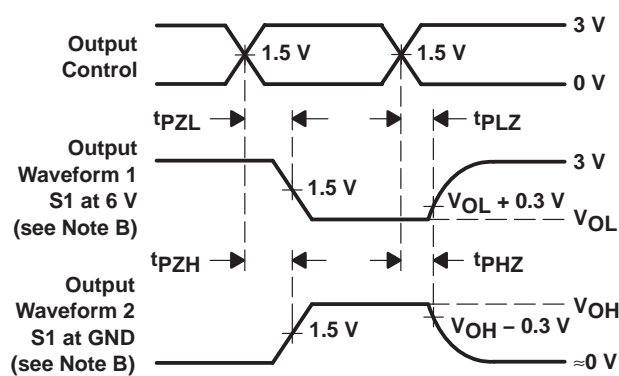 Output
Control
1.5 V
1.5 V
3 V
0 V
tPZL
tPLZ
Output
Waveform 1
S1 at 6 V
(see Note B)
1.5 V
3 V
VOL + 0.3 V
VOL
tPZH
tPHZ
Output
Waveform 2
S1 at GND
(see Note B)
1.5 V
VOH
VOH – 0.3 V
≈0 V